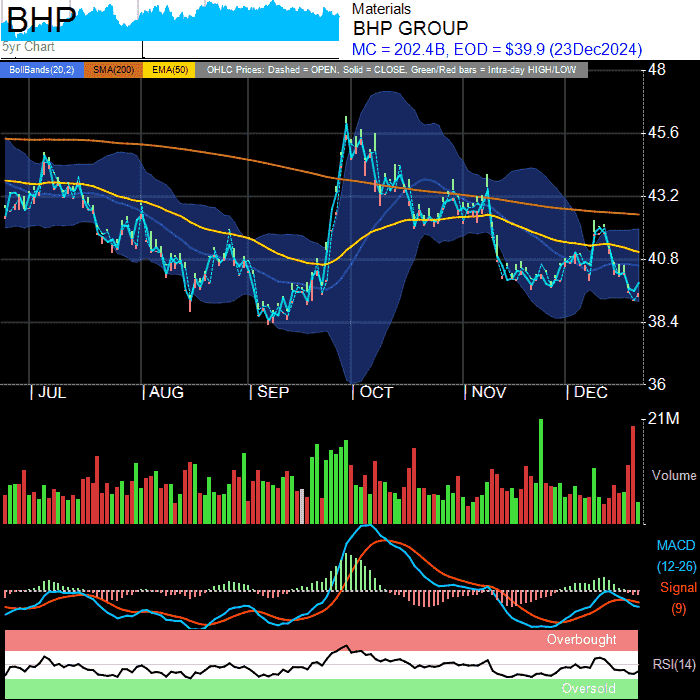 BHP
5yr Chart
Materials
BHP GROUP
MC = 202.4B, EOD = $39.9 (23Dec2024)
BollBands(20,2) SMA(200) EMA(50) OHLC Prices: Dashed = OPEN, Solid = CLOSE, Green/Red bars = Intra-day HIGH/LOW
48
45.6
43.2
40.8
38.4
36
| JUL | AUG | SEP | OCT | NOV | DEC
21M
Volume
MACD
(12-26)
Signal
(9)
Overbought
RSI(14)
Oversold